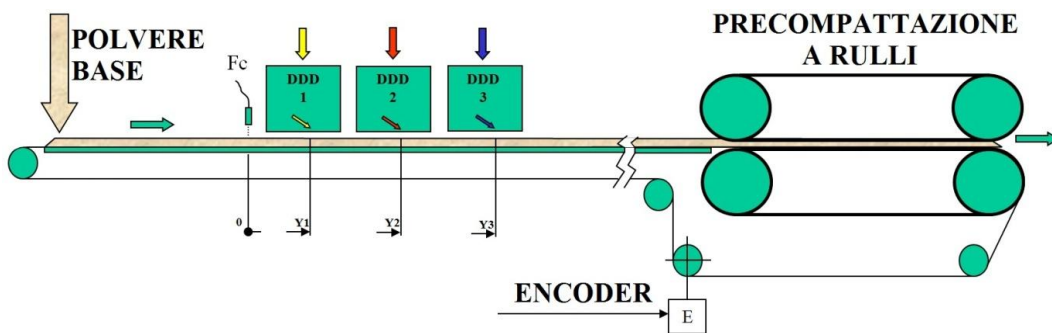 POLVERE
BASE
PRECOMPATTAZIONE
A RULLI
Fc
DDD
1
DDD
2
DDD
3
0
Y1
Y2
Y3
ENCODER
E